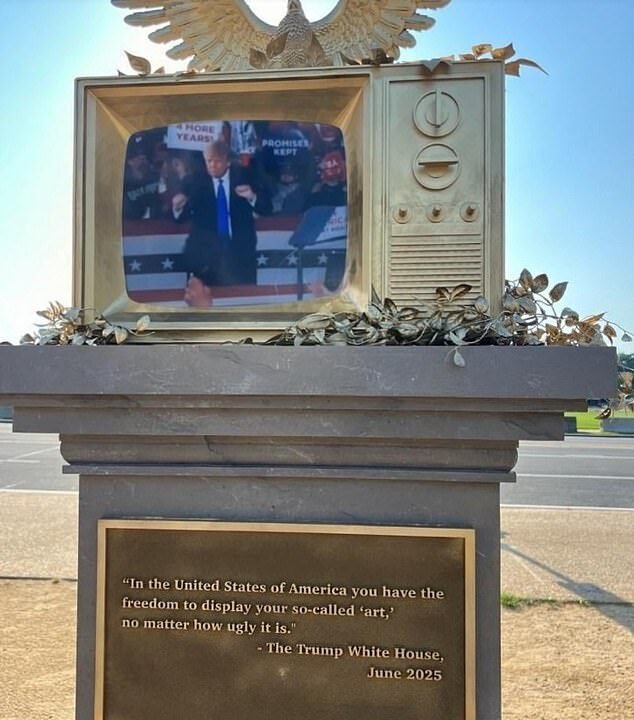 4 MORE
YEARS!
PROMISES
KEPT
“In the United States of America you have the
freedom to display your so-called ‘art,’
no matter how ugly it is."
- The Trump White House,
June 2025